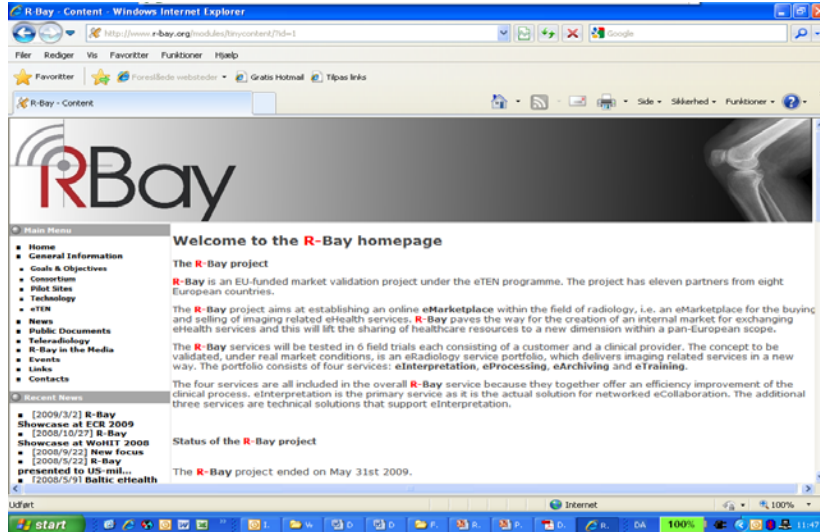 R-Bay - Content - Windows Internet Explorer
http://www.r-bay.org/modules/tinycontent/?id=1
Google
Filer Rediger Vis Favoritter Funktioner Hjælp
Favoritter Foreslåede websteder Gratis Hotmail Tilpas links
R-Bay - Content
Side Sikkerhed Funktioner
RBay
Main Menu
Home
General Information
Goals & Objectives
Consortium
Pilot Sites
Technology
eTEN
News
Public Documents
Teleradiology
R-Bay in the Media
Events
Links
Contacts
Recent News
[2009/3/2] R-Bay
Showcase at ECR 2009
[2008/10/27] R-Bay
Showcase at WoHIT 2008
[2008/9/22] New focus
[2008/5/22] R-Bay
presented to US-mil...
[2008/5/9] Baltic eHealth
Welcome to the R-Bay homepage
The R-Bay project
R-Bay is an EU-funded market validation project under the eTEN programme. The project has eleven partners from eight
European countries.
The R-Bay project aims at establishing an online eMarketplace within the field of radiology, i.e. an eMarketplace for the buying
and selling of imaging related eHealth services. R-Bay paves the way for the creation of an internal market for exchanging
eHealth services and this will lift the sharing of healthcare resources to a new dimension within a pan-European scope.
The R-Bay services will be tested in 6 field trials each consisting of a customer and a clinical provider. The concept to be
validated, under real market conditions, is an eRadiology service portfolio, which delivers imaging related services in a new
way. The portfolio consists of four services: eInterpretation, eProcessing, eArchiving and eTraining.
The four services are all included in the overall R-Bay service because they together offer an efficiency improvement of the
clinical process. eInterpretation is the primary service as it is the actual solution for networked eCollaboration. The additional
three services are technical solutions that support eInterpretation.
Status of the R-Bay project
The R-Bay project ended on May 31st 2009.
Udført Internet 100%
start I. W D D F. R. P. D. R. DA 100% 11:47